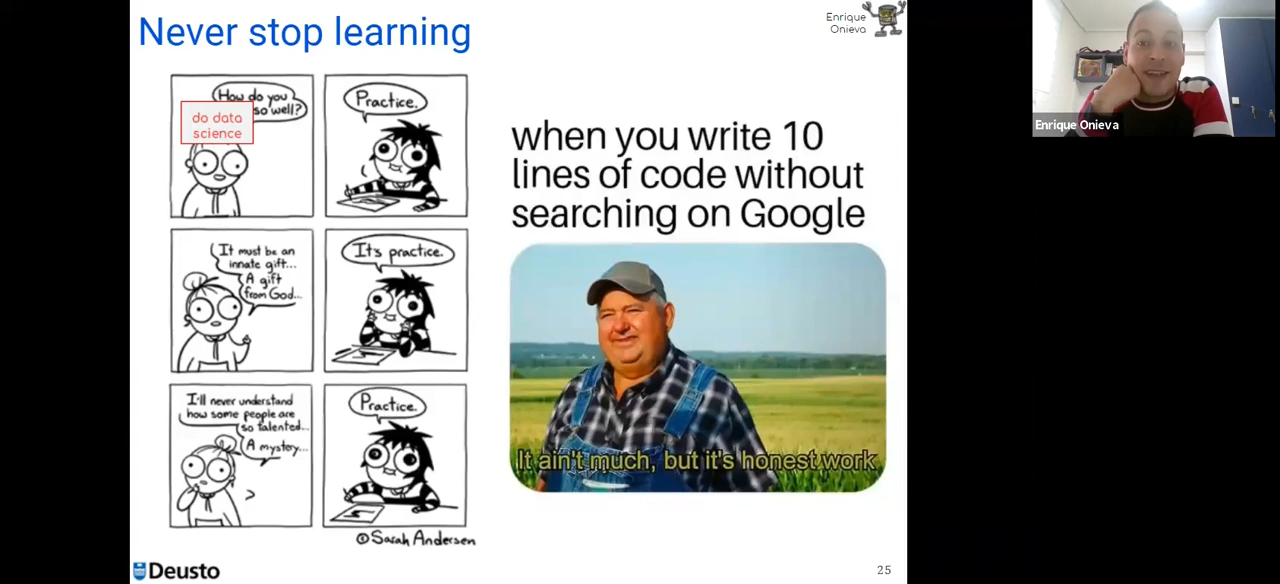 Never stop learning
Enrique
Onieva
How do you
so well?
do data
science
Practice.
It must be an
innate gift...
A gift
from God...
It's practice.
I'll never understand
how some people are
so talented...
A mystery...
Practice.
©Sarah Andersen
when you write 10
lines of code without
searching on Google
It ain't much, but it's honest work
Deusto
25
Enrique Onieva